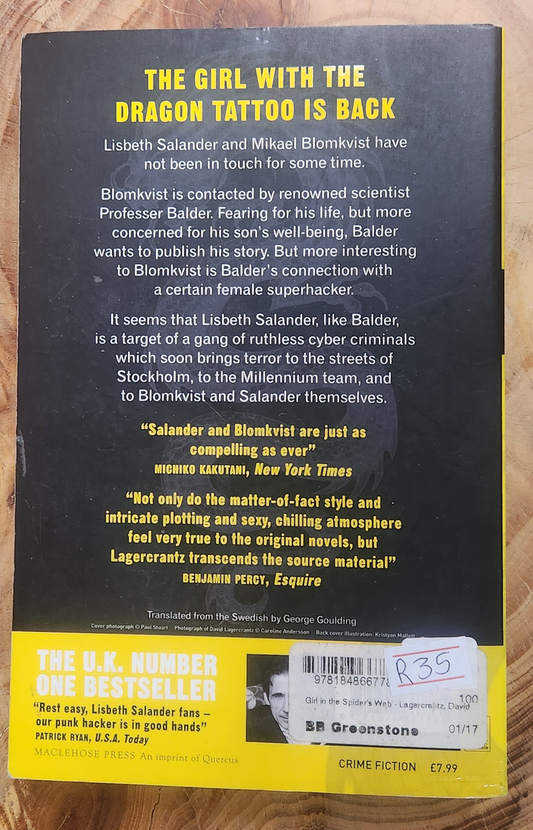 THE GIRL WITH THE
DRAGON TATTOO IS BACK
Lisbeth Salander and Mikael Blomkvist have
not been in touch for some time.
Blomkvist is contacted by renowned scientist
Professer Balder. Fearing for his life, but more
concerned for his son's well-being, Balder
wants to publish his story. But more interesting
to Blomkvist is Balder's connection with
a certain female superhacker.
It seems that Lisbeth Salander, like Balder,
is a target of a gang of ruthless cyber criminals
which soon brings terror to the streets of
Stockholm, to the Millennium team, and
to Blomkvist and Salander themselves.
"Salander and Blomkvist are just as
compelling as ever"
MICHIKO KAKUTANI, New York Times
"Not only do the matter-of-fact style and
intricate plotting and sexy, chilling atmosphere
feel very true to the original novels, but
Lagercrantz transcends the source material"
BENJAMIN PERCY, Esquire
Translated from the Swedish by George Goulding
Cover photograph © Paul Stuart Photograph of David Lagercrantz © Caroline Andersson Back cover illustration: Kristyan Mallett
THE U.K. NUMBER
ONE BESTSELLER
"Rest easy, Lisbeth Salander fans –
our punk hacker is in good hands"
PATRICK RYAN, U.S.A. Today
MACLEHOSE PRESS An imprint of Quercus
R35
97818486677
100
Girl in the Spider's Web - Lagercrantz, David
BB Greenstone 01/17
CRIME FICTION £7.99